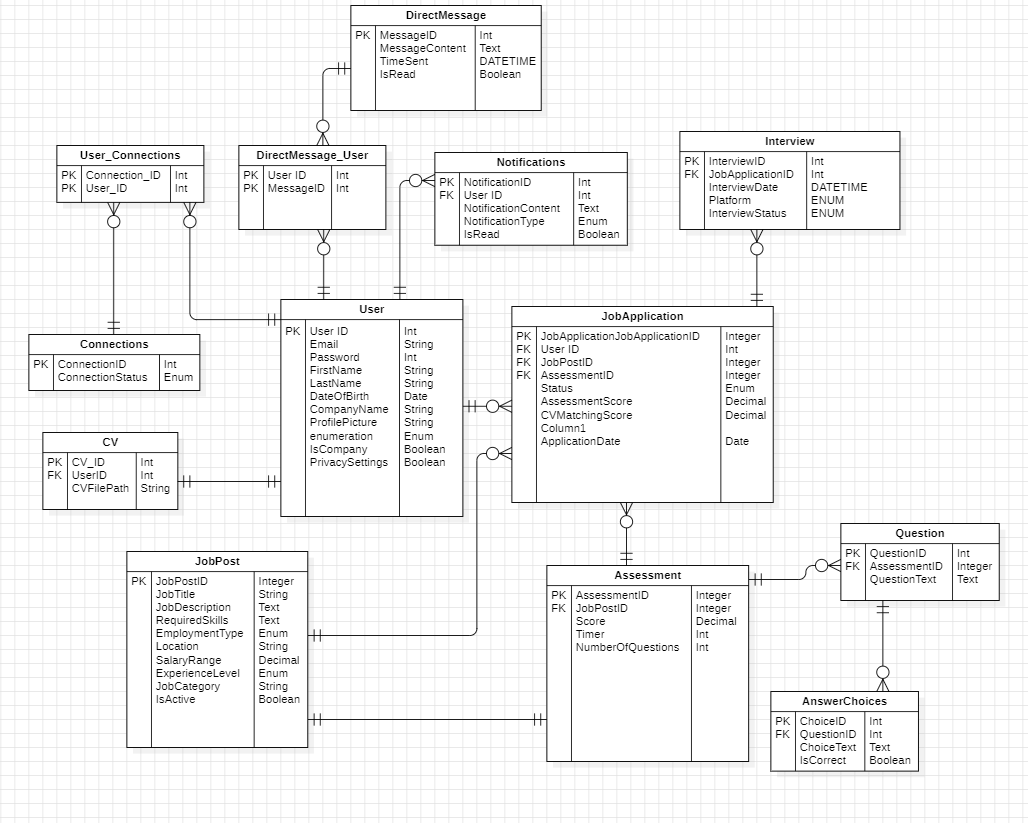 DirectMessage
PK MessageID Int
MessageContent Text
TimeSent DATETIME
IsRead Boolean
User_Connections
PK Connection_ID Int
PK User_ID Int
DirectMessage_User
PK User ID Int
PK MessageID Int
Notifications
PK NotificationID Int
FK User ID Int
NotificationContent Text
NotificationType Enum
IsRead Boolean
Interview
PK InterviewID Int
FK JobApplicationID Int
InterviewDate DATETIME
Platform ENUM
InterviewStatus ENUM
User
PK User ID Int
Email String
Password Int
FirstName String
LastName String
DateOfBirth Date
CompanyName String
ProfilePicture String
enumeration Enum
IsCompany Boolean
PrivacySettings Boolean
JobApplication
PK JobApplicationJobApplicationID Integer
FK User ID Int
FK JobPostID Integer
FK AssessmentID Integer
Status Enum
AssessmentScore Decimal
CVMatchingScore Decimal
Column1
ApplicationDate Date
Connections
PK ConnectionID Int
ConnectionStatus Enum
CV
PK CV_ID Int
FK UserID Int
CVFilePath String
JobPost
PK JobPostID Integer
JobTitle String
JobDescription Text
RequiredSkills Text
EmploymentType Enum
Location String
SalaryRange Decimal
ExperienceLevel Enum
JobCategory String
IsActive Boolean
Assessment
PK AssessmentID Integer
FK JobPostID Integer
Score Decimal
Timer Int
NumberOfQuestions Int
Question
PK QuestionID Int
FK AssessmentID Integer
QuestionText Text
AnswerChoices
PK ChoiceID Int
FK QuestionID Int
ChoiceText Text
IsCorrect Boolean